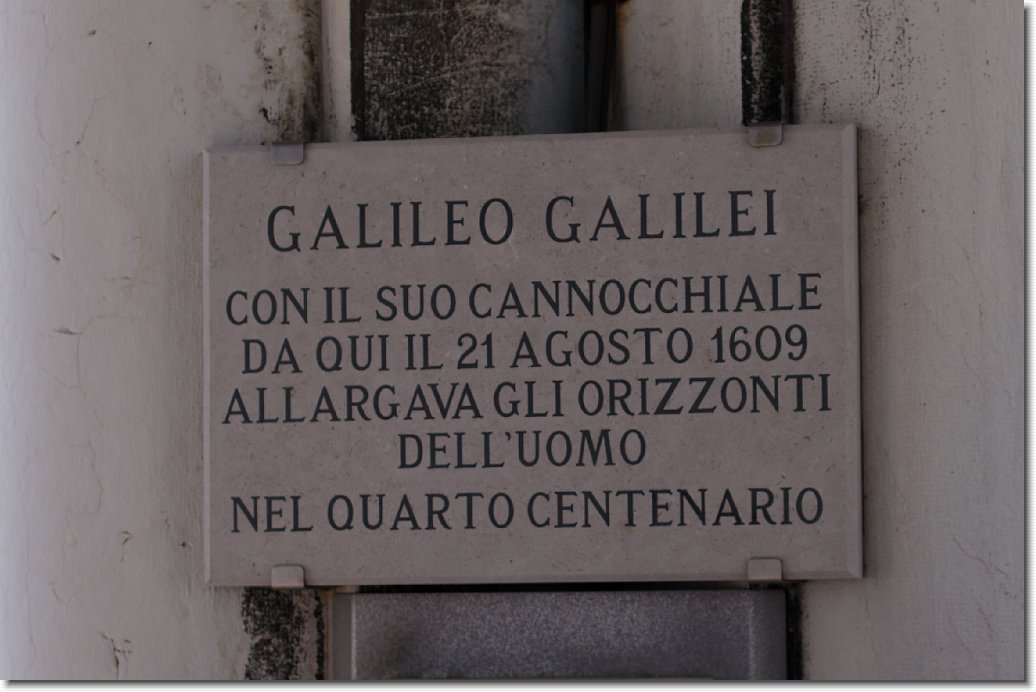 GALILEO GALILEI
CON IL SUO CANNOCCHIALE
DA QUI IL 21 AGOSTO 1609
ALLARGAVA GLI ORIZZONTI
DELL'UOMO
NEL QUARTO CENTENARIO